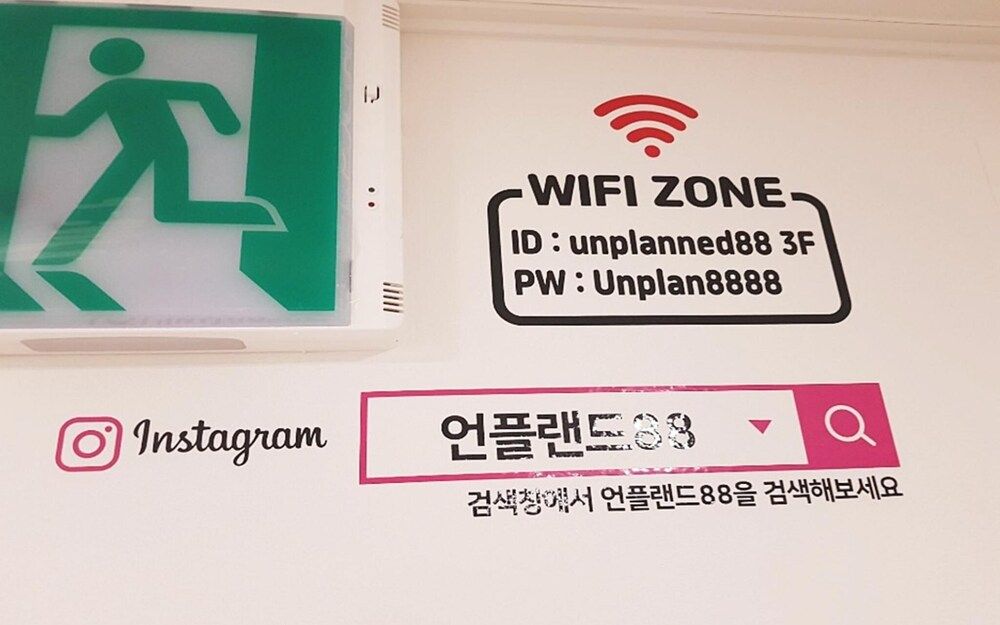 WIFI ZONE
ID : unplanned88 3F
PW : Unplan8888
Instagram
언플랜드88
검색창에서 언플랜드88을 검색해보세요